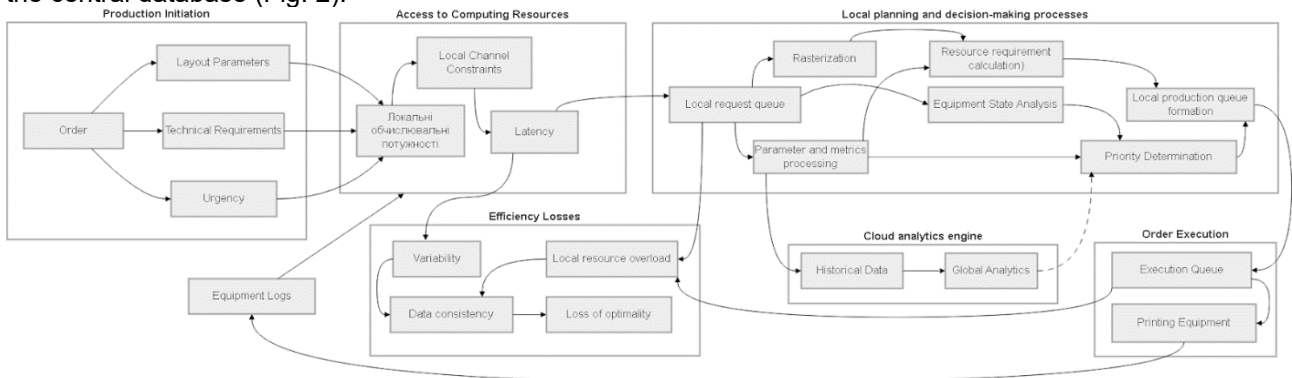 the central database (Fig. 2).
Production Initiation
Order
Layout Parameters
Technical Requirements
Urgency
Access to Computing Resources
Local Channel
Constraints
Локальні
обчислювальні
потужності
Latency
Local planning and decision-making processes
Local request queue
Rasterization
Parameter and metrics
processing
Resource requirement
calculation)
Equipment State Analysis
Local production queue
formation
Priority Determination
Efficiency Losses
Variability
Local resource overload
Data consistency
Loss of optimality
Equipment Logs
Cloud analytics engine
Historical Data
Global Analytics
Order Execution
Execution Queue
Printing Equipment